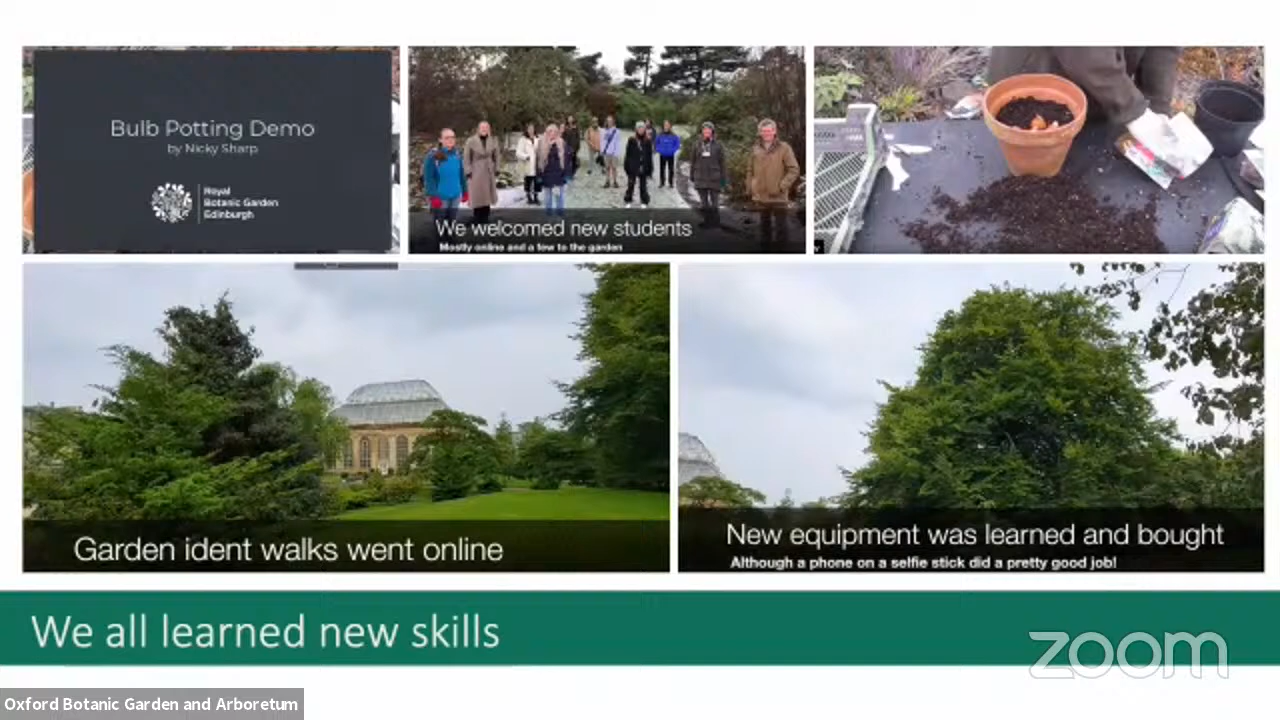 Bulb Potting Demo
by Nicky Sharp
Royal
Botanic Garden
Edinburgh
We welcomed new students
Mostly online and a few to the garden
Garden ident walks went online
New equipment was learned and bought
Although a phone on a selfie stick did a pretty good job!
We all learned new skills
zoom
Oxford Botanic Garden and Arboretum